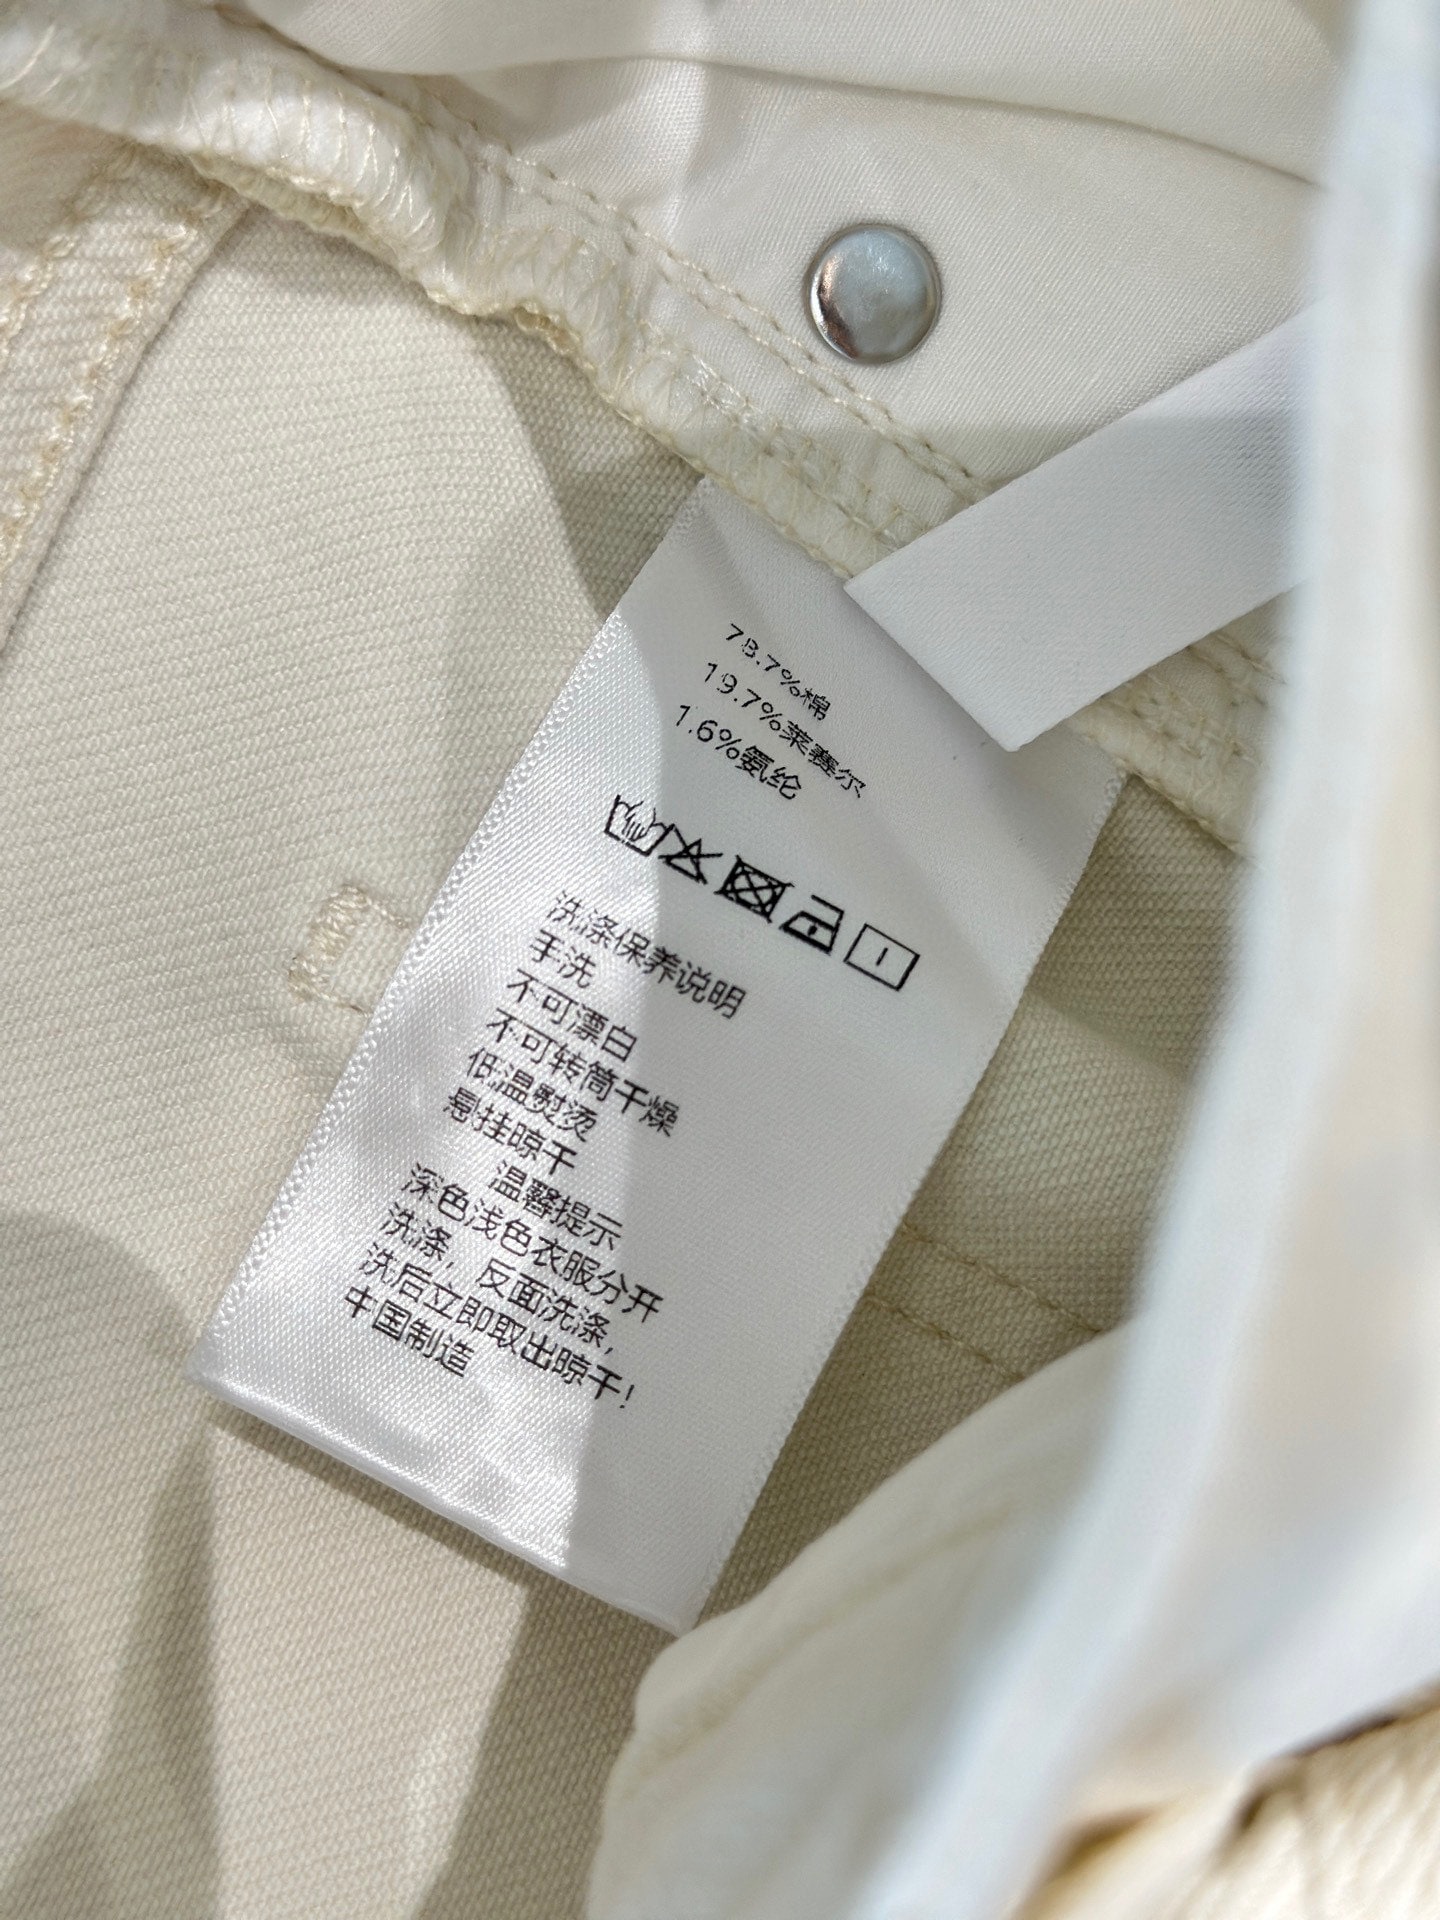 78.7%棉
19.7%莱赛尔
1.6%氨纶
洗涤保养说明
手洗
不可漂白
不可转筒干燥
低温熨烫
悬挂晾干
温馨提示
深色浅色衣服分开
洗涤，反面洗涤，
洗后立即取出晾干！
中国制造